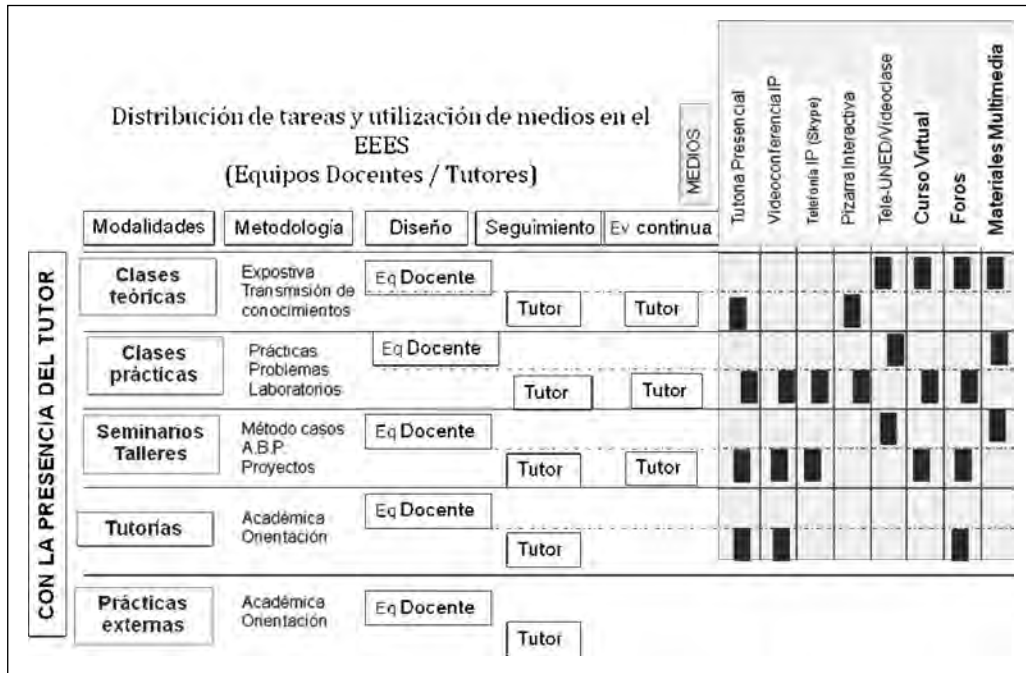 Distribución de tareas y utilización de medios en el
EEES
(Equipos Docentes / Tutores)
MEDIOS
Tutoria Presencial
Videoconferencia IP
Telefonía IP (Skype)
Pizarra Interactiva
Tele-UNED/Videoclase
Curso Virtual
Foros
Materiales Multimedia
Modalidades
Metodología
Diseño
Seguimiento
Ev continua
CON LA PRESENCIA DEL TUTOR
Clases
teóricas
Expostiva
Transmisión de
conocimientos
Eq Docente
Tutor
Tutor
Clases
prácticas
Prácticas
Problemas
Laboratorios
Eq Docente
Tutor
Tutor
Seminarios
Talleres
Método casos
A.B.P.
Proyectos
Eq Docente
Tutor
Tutor
Tutorías
Académica
Orientación
Eq Docente
Tutor
Prácticas
externas
Académica
Orientación
Eq Docente
Tutor